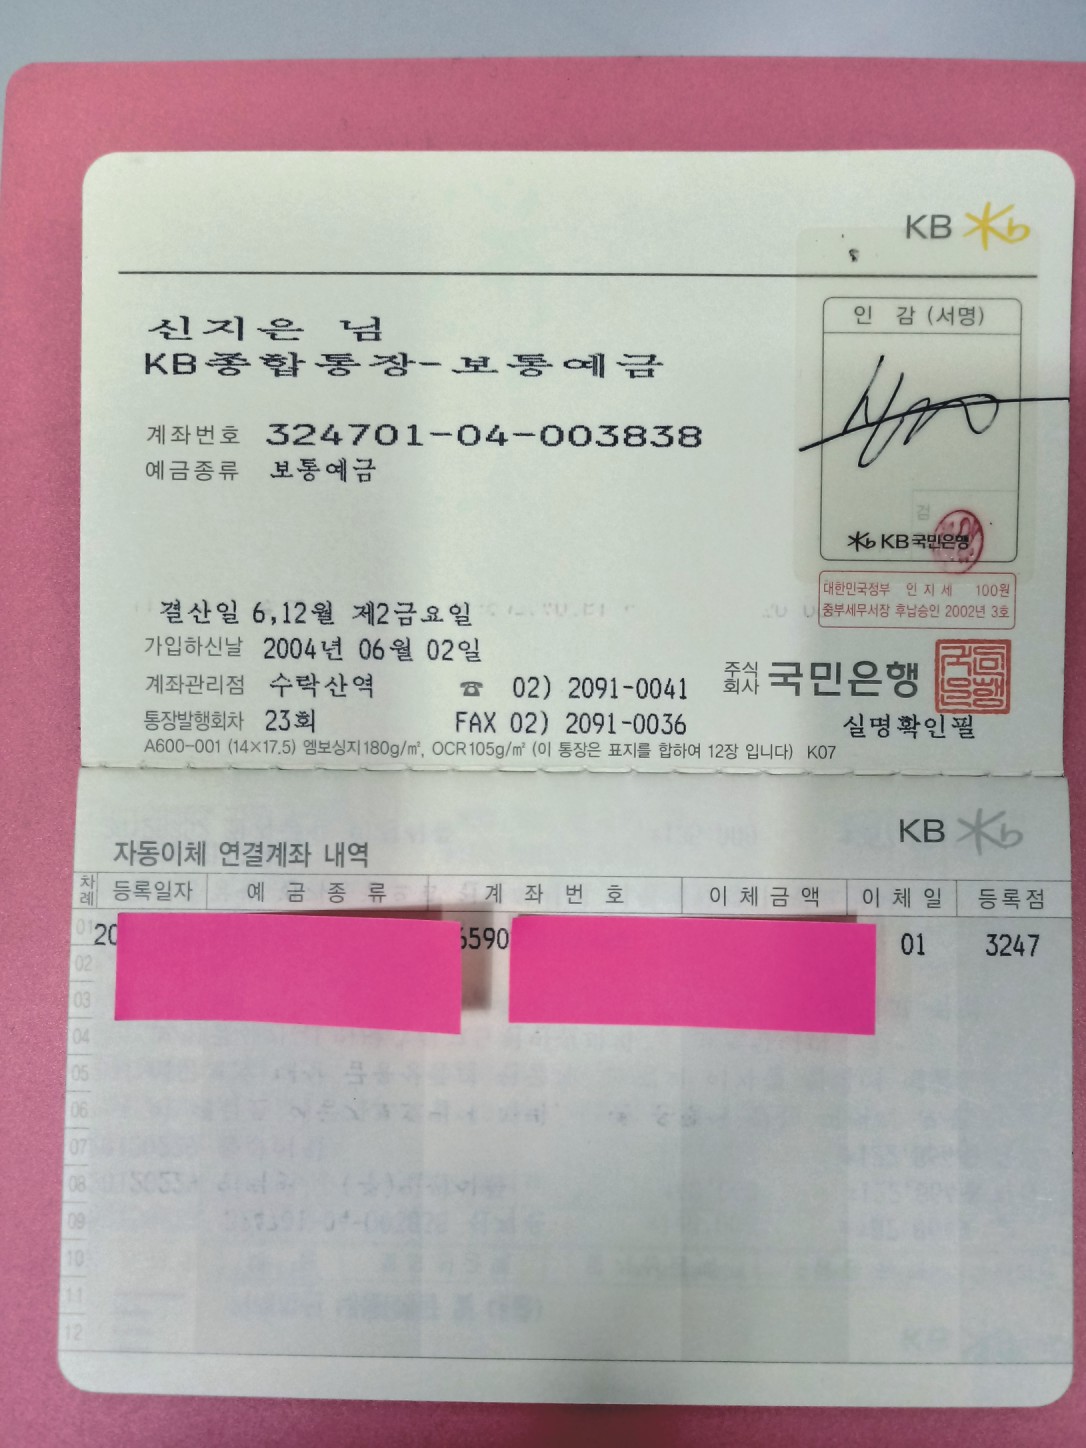 KB
인 감 (서명)
신지은 님
KB종합통장-보통예금
계좌번호 324701-04-003838
예금종류 보통예금
검
KB국민은행
대한민국정부 인지세 100원
중부세무서장 후납승인 2002년 3호
결산일 6,12월 제2금요일
가입하신날 2004년 06월 02일
계좌관리점 수락산역 ☎ 02) 2091-0041
통장발행회차 23회 FAX 02) 2091-0036
주식회사 국민은행
실명확인필
A600-001 (14×17.5) 엠보싱지180g/㎡, OCR105g/㎡ (이 통장은 표지를 합하여 12장 입니다) K07
KB
자동이체 연결계좌 내역
차례 등록일자 예금종류 계좌번호 이체금액 이체일 등록점
01 20 6590 01 3247
02
03
04
05
06
07
08
09
10
11
12